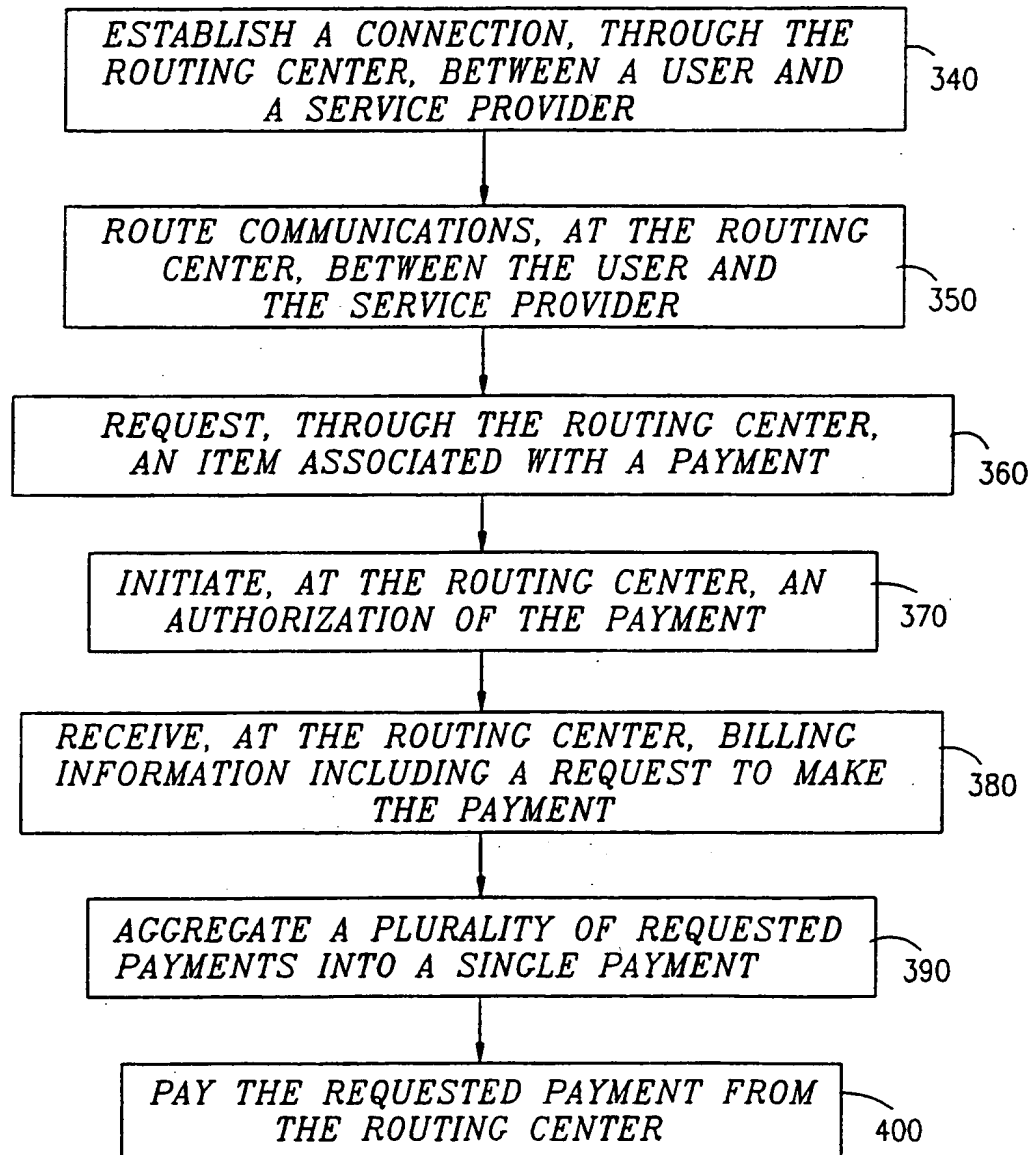 ESTABLISH A CONNECTION, THROUGH THE
ROUTING CENTER, BETWEEN A USER AND
A SERVICE PROVIDER
340
ROUTE COMMUNICATIONS, AT THE ROUTING
CENTER, BETWEEN THE USER AND
THE SERVICE PROVIDER
350
REQUEST, THROUGH THE ROUTING CENTER,
AN ITEM ASSOCIATED WITH A PAYMENT
360
INITIATE, AT THE ROUTING CENTER, AN
AUTHORIZATION OF THE PAYMENT
370
RECEIVE, AT THE ROUTING CENTER, BILLING
INFORMATION INCLUDING A REQUEST TO MAKE
THE PAYMENT
380
AGGREGATE A PLURALITY OF REQUESTED
PAYMENTS INTO A SINGLE PAYMENT
390
PAY THE REQUESTED PAYMENT FROM
THE ROUTING CENTER
400